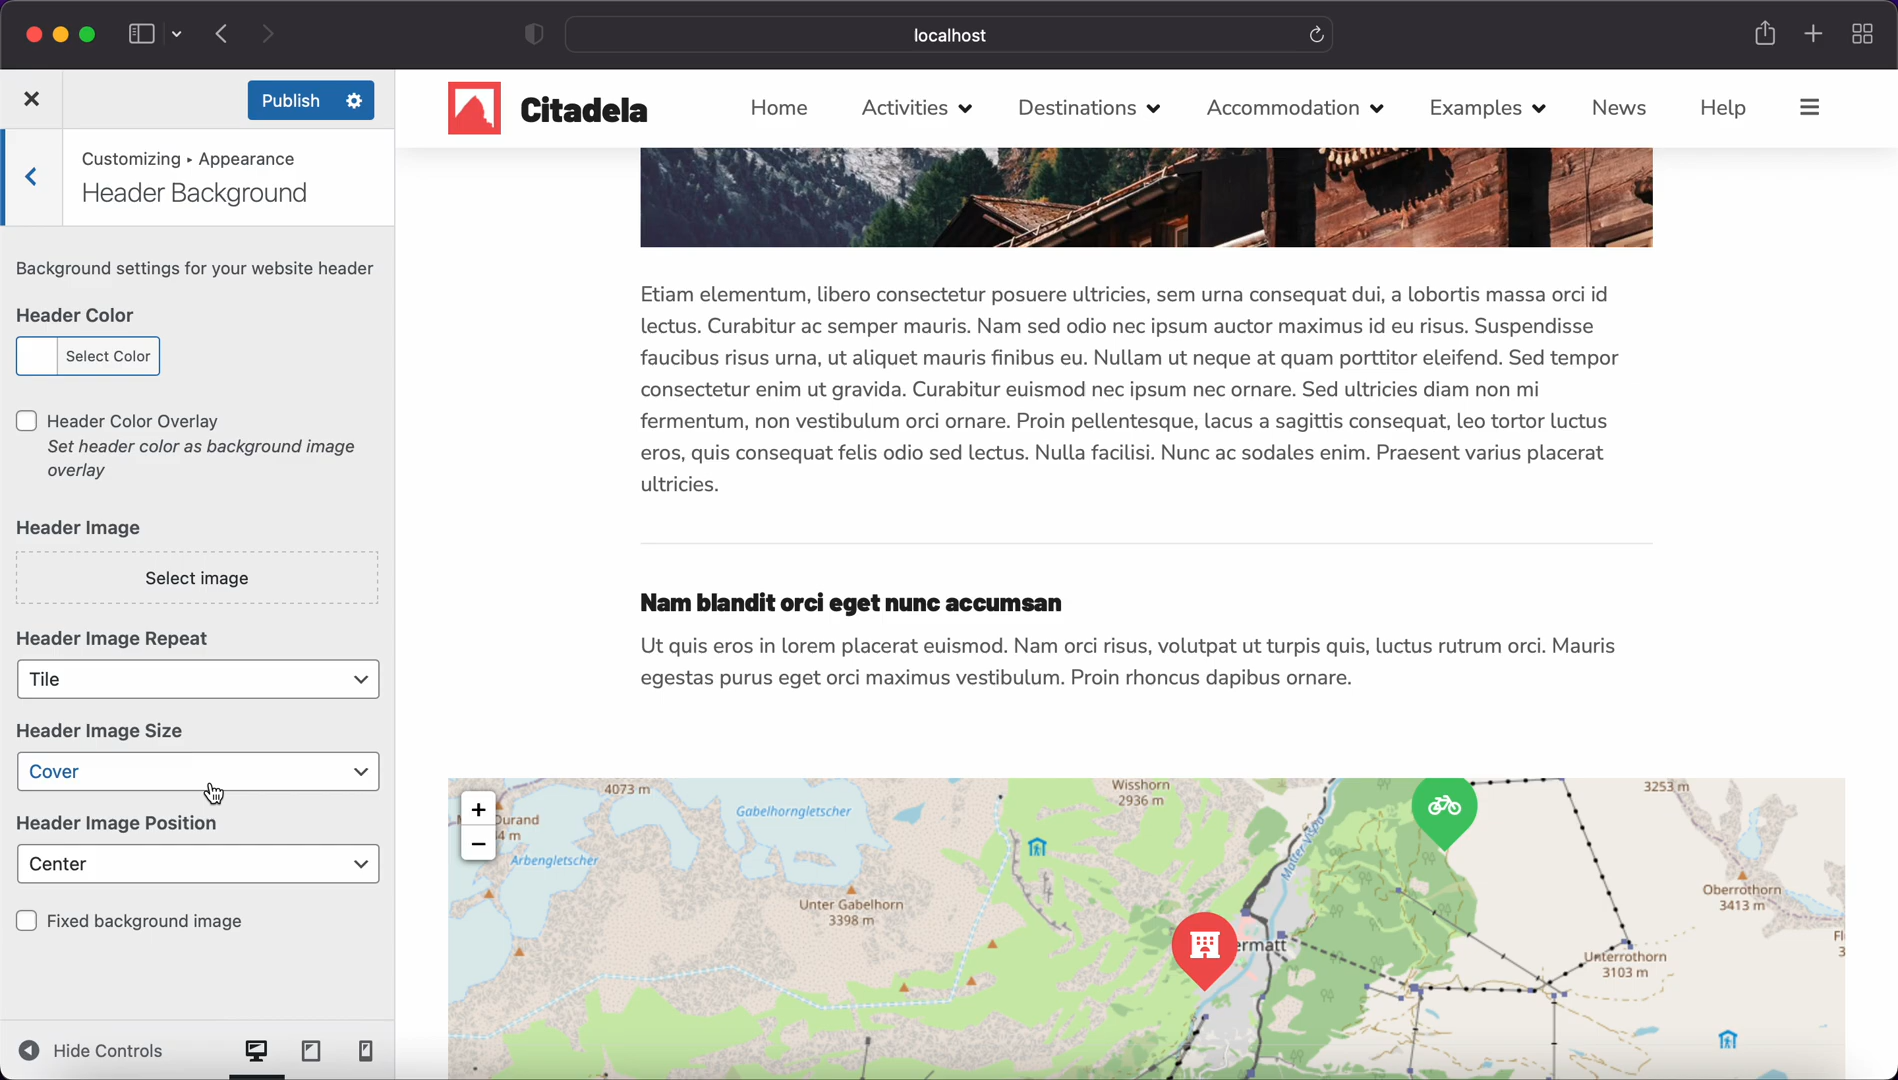 localhost
Publish
Customizing ▸ Appearance
Header Background
Background settings for your website header
Header Color
Select Color
Header Color Overlay
Set header color as background image
overlay
Header Image
Select image
Header Image Repeat
Tile
Header Image Size
Cover
Header Image Position
Center
Fixed background image
Hide Controls
Citadela
Home
Activities
Destinations
Accommodation
Examples
News
Help
Etiam elementum, libero consectetur posuere ultricies, sem urna consequat dui, a lobortis massa orci id
lectus. Curabitur ac semper mauris. Nam sed odio nec ipsum auctor maximus id eu risus. Suspendisse
faucibus risus urna, ut aliquet mauris finibus eu. Nullam ut neque at quam porttitor eleifend. Sed tempor
consectetur enim ut gravida. Curabitur euismod nec ipsum nec ornare. Sed ultricies diam non mi
fermentum, non vestibulum orci ornare. Proin pellentesque, lacus a sagittis consequat, leo tortor luctus
eros, quis consequat felis odio sed lectus. Nulla facilisi. Nunc ac sodales enim. Praesent varius placerat
ultricies.
Nam blandit orci eget nunc accumsan
Ut quis eros in lorem placerat euismod. Nam orci risus, volutpat ut turpis quis, luctus rutrum orci. Mauris
egestas purus eget orci maximus vestibulum. Proin rhoncus dapibus ornare.
+
−
Durand
4 m
4073 m
Gabelhorngletscher
Arbengletscher
Unter Gabelhorn
3398 m
Wisshorn
2936 m
Matter Vispa
ermatt
3253 m
Oberrothorn
3413 m
Unterrothorn
3103 m
Fl
3